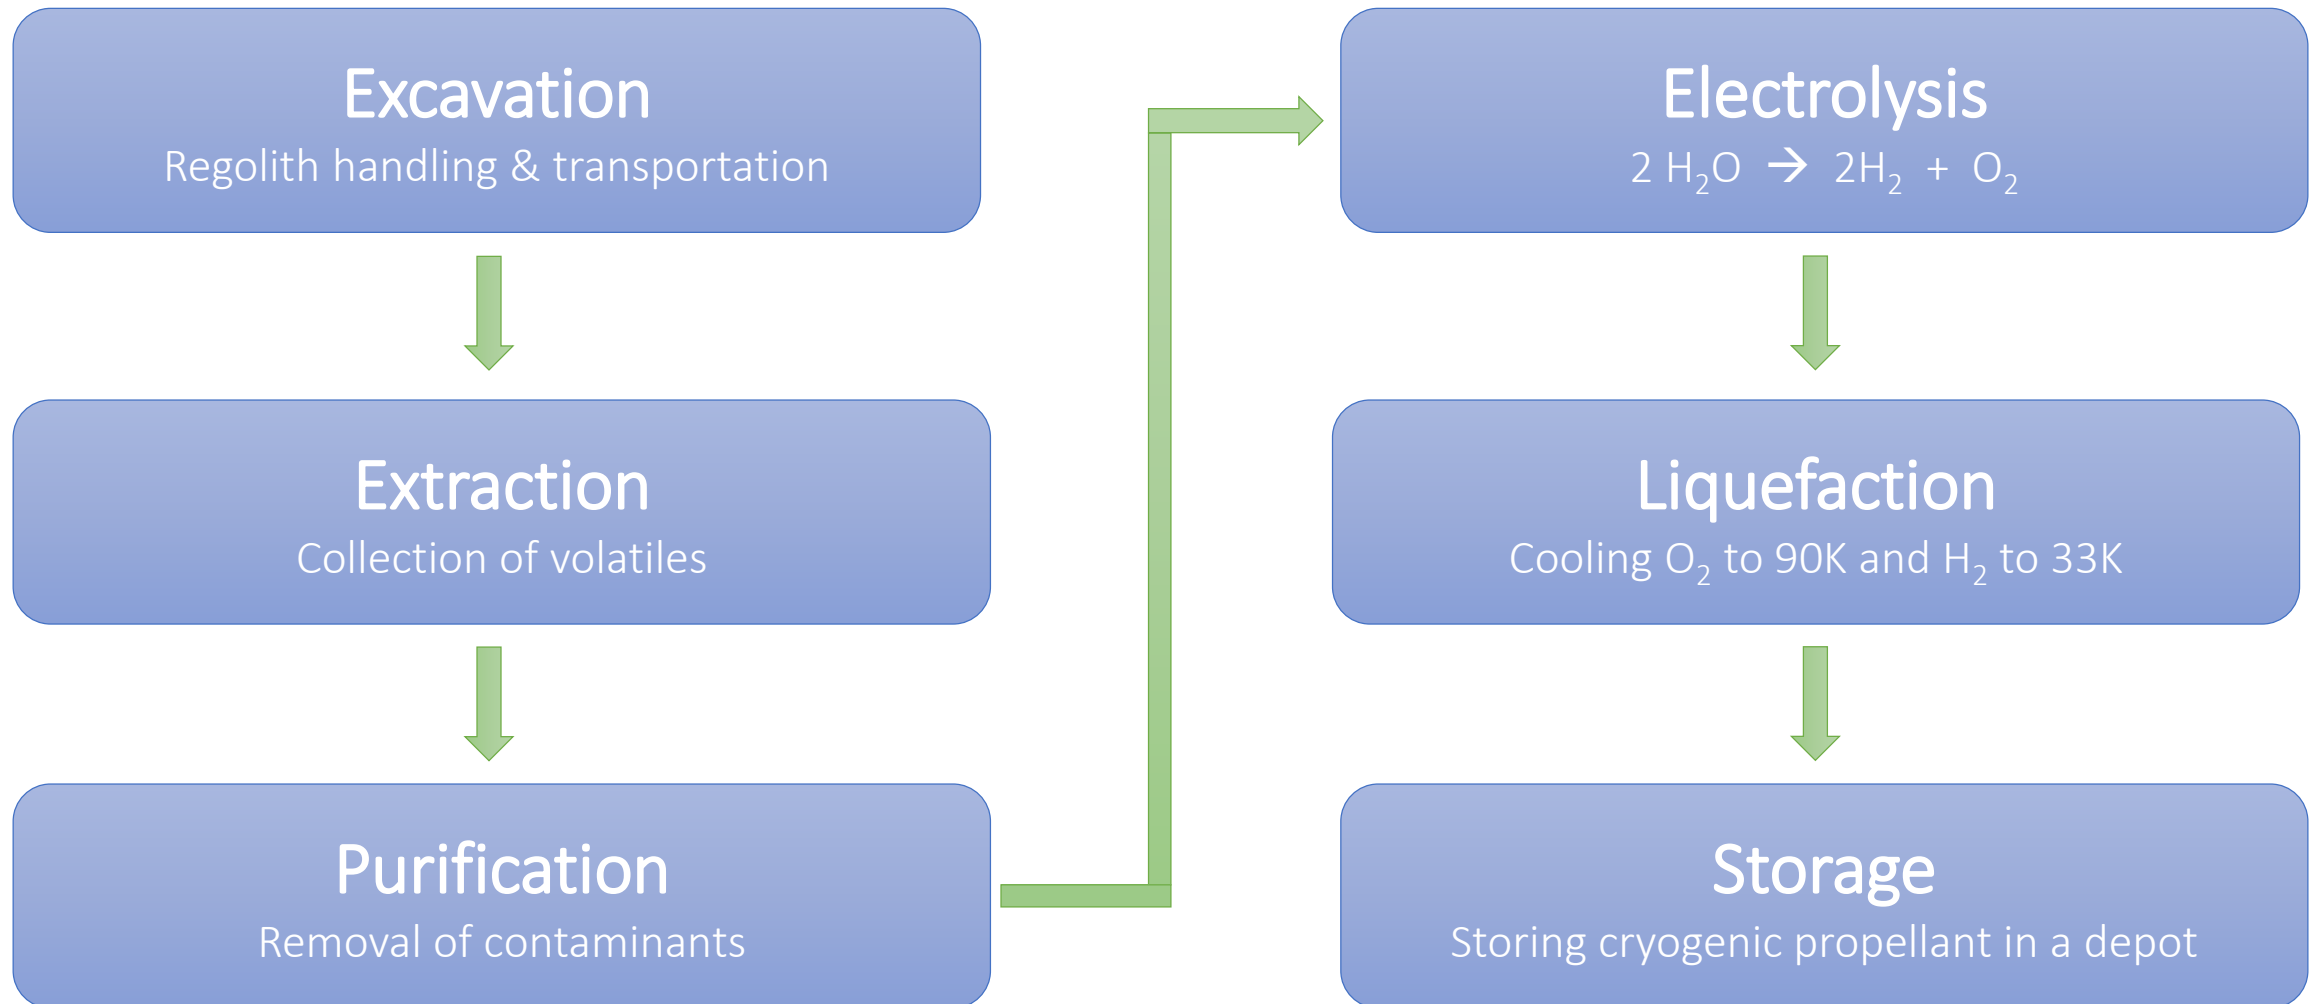 Excavation
Regolith handling & transportation
Extraction
Collection of volatiles
Purification
Removal of contaminants
Electrolysis
2 H₂O → 2H₂ + O₂
Liquefaction
Cooling O₂ to 90K and H₂ to 33K
Storage
Storing cryogenic propellant in a depot